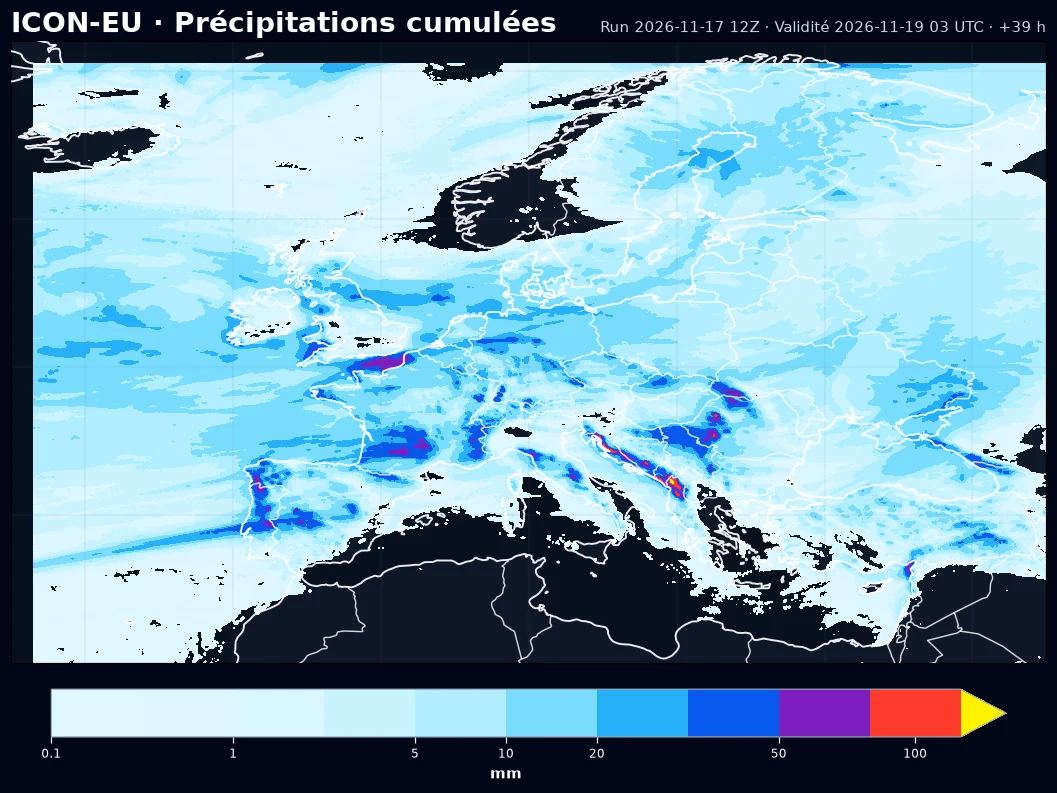 ICON-EU · Précipitations cumulées
Run 2026-11-17 12Z · Validité 2026-11-19 03 UTC · +39 h
0.1 1 5 10 20 50 100
mm